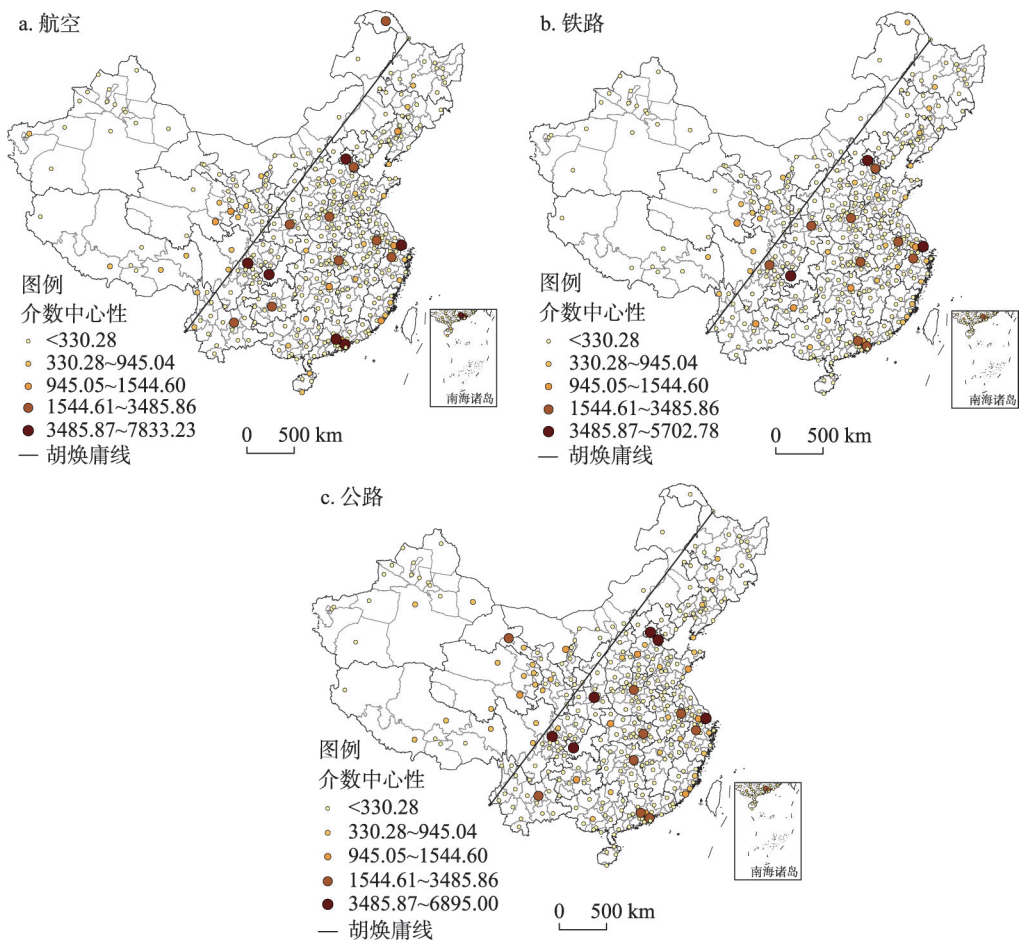 a. 航空
图例
介数中心性
<330.28
330.28~945.04
945.05~1544.60
1544.61~3485.86
3485.87~7833.23
胡焕庸线
0 500 km
南海诸岛
b. 铁路
图例
介数中心性
<330.28
330.28~945.04
945.05~1544.60
1544.61~3485.86
3485.87~5702.78
胡焕庸线
0 500 km
南海诸岛
c. 公路
图例
介数中心性
<330.28
330.28~945.04
945.05~1544.60
1544.61~3485.86
3485.87~6895.00
胡焕庸线
0 500 km
南海诸岛